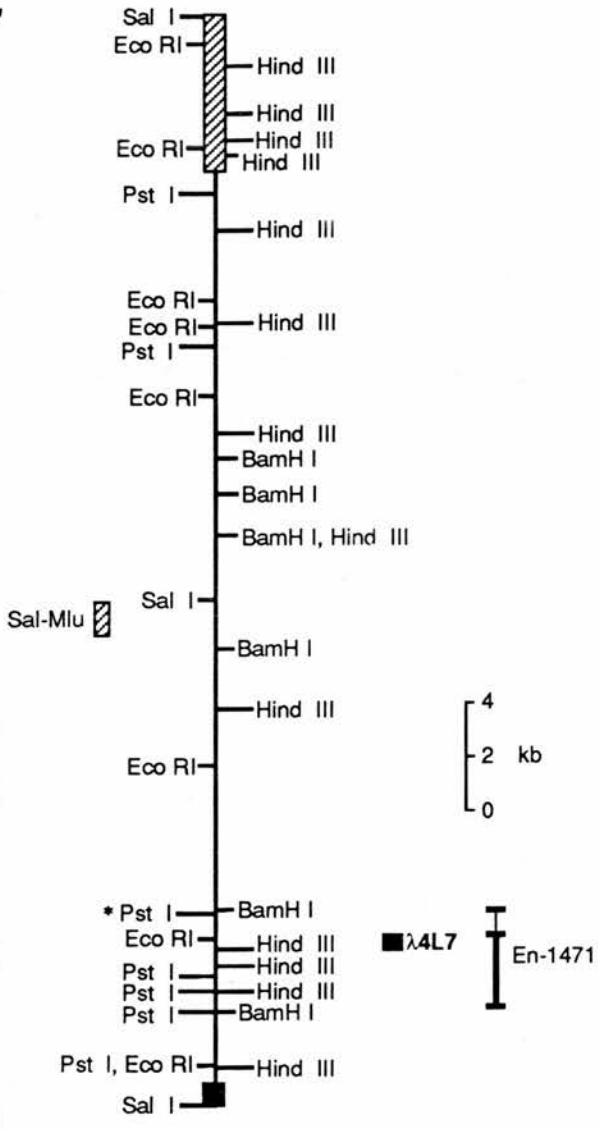 Sal I
Eco RI
Hind III
Hind III
Hind III
Eco RI
Hind III
Pst I
Hind III
Eco RI
Hind III
Eco RI
Pst I
Eco RI
Hind III
BamH I
BamH I
BamH I, Hind III
Sal I
Sal-Mlu
BamH I
4
Hind III
2 kb
Eco RI
0
* Pst I
BamH I
Eco RI
Hind III
λ4L7
En-1471
Hind III
Pst I
Pst I
Hind III
Pst I
BamH I
Pst I, Eco RI
Hind III
Sal I